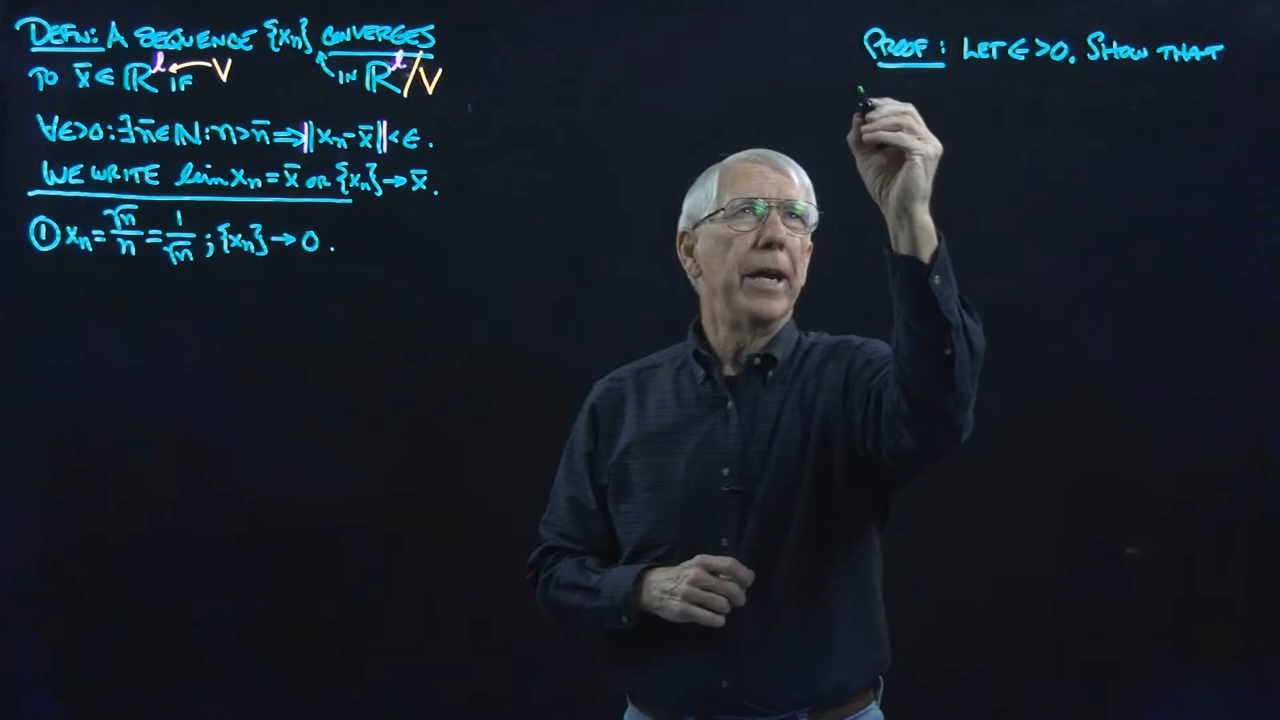 DEFN: A SEQUENCE {xₙ} CONVERGES
TO x̄ ∈ ℝˡ IF ← V IN ℝˡ/V
∀ϵ>0: ∃n̄∈ℕ: n>n̄ ⇒ ||xₙ-x̄||<ϵ.
WE WRITE lim xₙ = x̄ OR {xₙ} → x̄.
① xₙ = √n/n = 1/√n ; {xₙ} → 0.
PROOF: LET ϵ>0. SHOW THAT